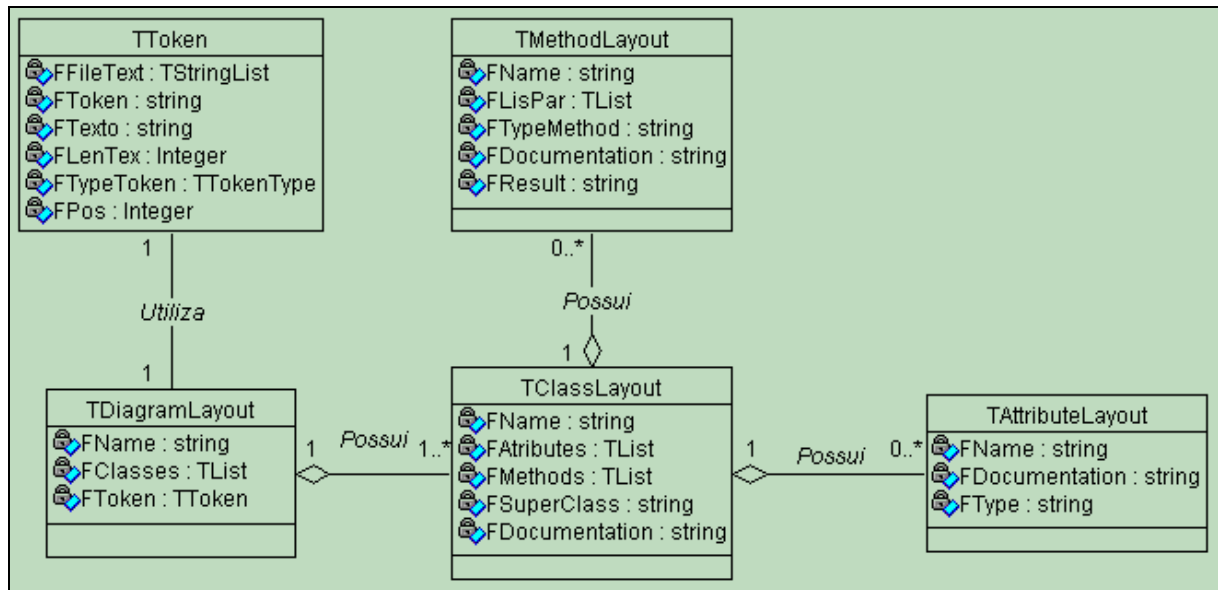 TToken
FFileText : TStringList
FToken : string
FTexto : string
FLenTex : Integer
FTypeToken : TTokenType
FPos : Integer
TMethodLayout
FName : string
FLisPar : TList
FTypeMethod : string
FDocumentation : string
FResult : string
1
Utiliza
1
0..*
Possui
1
TDiagramLayout
FName : string
FClasses : TList
FToken : TToken
1
Possui
1..*
TClassLayout
FName : string
FAtributes : TList
FMethods : TList
FSuperClass : string
FDocumentation : string
1
Possui
0..*
TAttributeLayout
FName : string
FDocumentation : string
FType : string